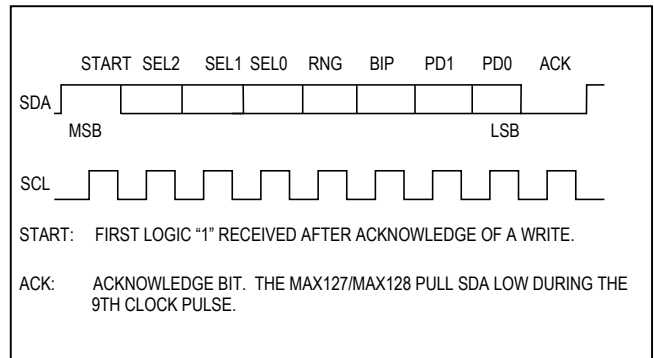 START SEL2 SEL1 SEL0 RNG BIP PD1 PD0 ACK
SDA
MSB LSB
SCL
START: FIRST LOGIC “1” RECEIVED AFTER ACKNOWLEDGE OF A WRITE.
ACK: ACKNOWLEDGE BIT. THE MAX127/MAX128 PULL SDA LOW DURING THE
9TH CLOCK PULSE.